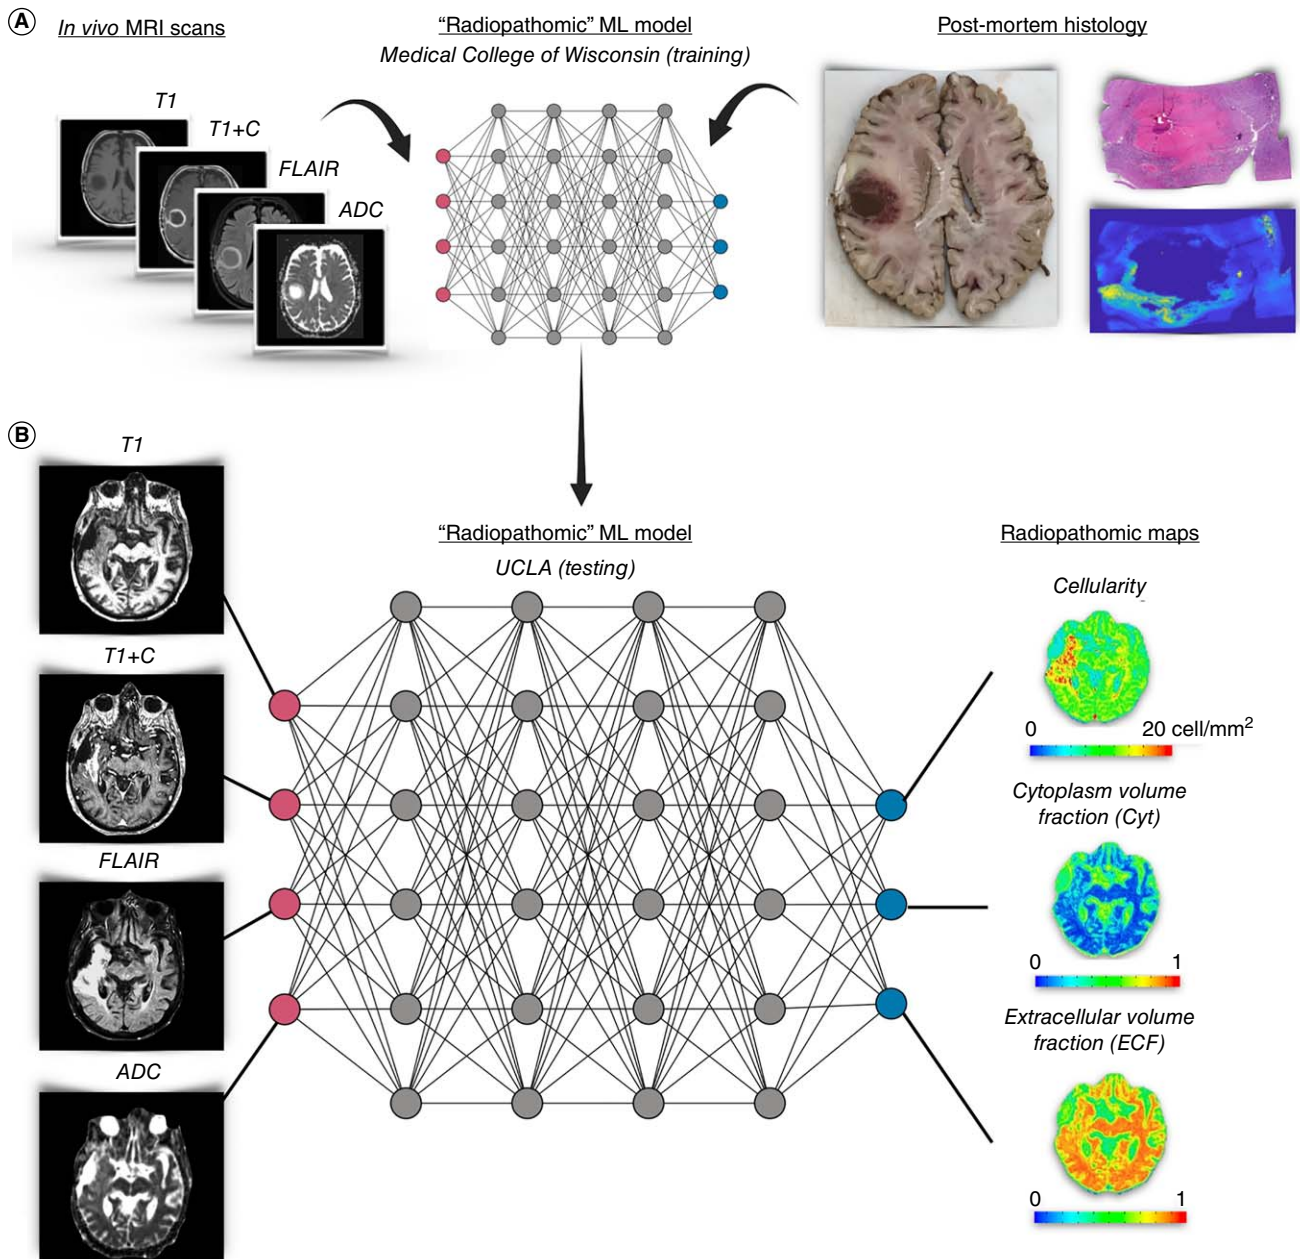 A
In vivo MRI scans
"Radiopathomic" ML model
Medical College of Wisconsin (training)
Post-mortem histology
T1
T1+C
FLAIR
ADC
B
T1
T1+C
FLAIR
ADC
"Radiopathomic" ML model
UCLA (testing)
Radiopathomic maps
Cellularity
0 20 cell/mm²
Cytoplasm volume
fraction (Cyt)
0 1
Extracellular volume
fraction (ECF)
0 1